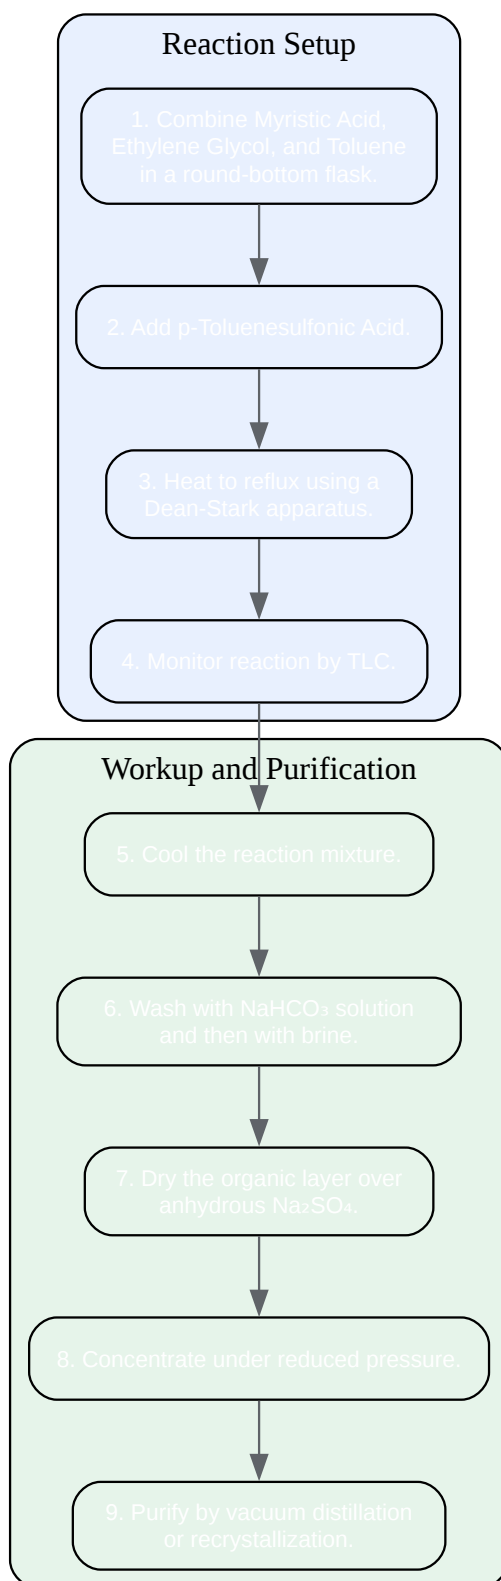 Reaction Setup
1. Combine Myristic Acid,
Ethylene Glycol, and Toluene
in a round-bottom flask.
2. Add p-Toluenesulfonic Acid.
3. Heat to reflux using a
Dean-Stark apparatus.
4. Monitor reaction by TLC.
Workup and Purification
5. Cool the reaction mixture.
6. Wash with NaHCO₃ solution
and then with brine.
7. Dry the organic layer over
anhydrous Na₂SO₄.
8. Concentrate under reduced pressure.
9. Purify by vacuum distillation
or recrystallization.